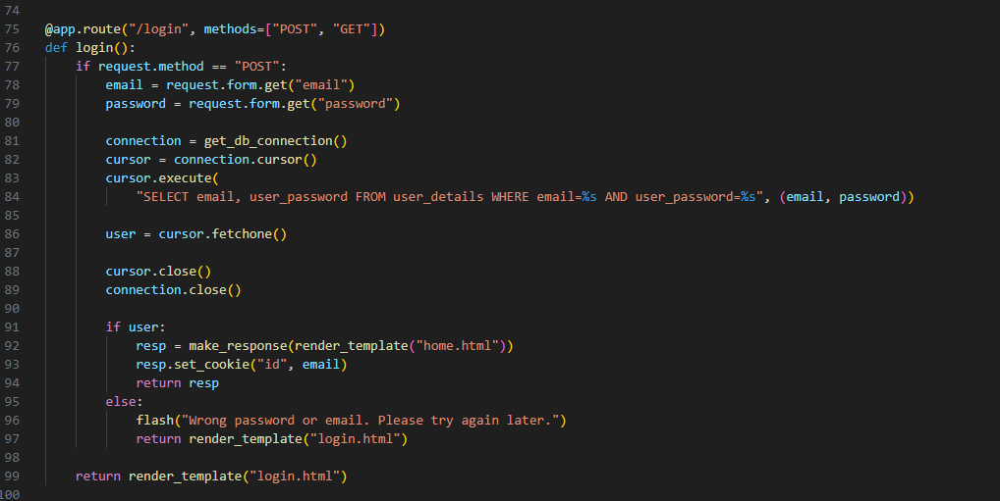 74
75 @app.route("/login", methods=["POST", "GET"])
76 def login():
77     if request.method == "POST":
78         email = request.form.get("email")
79         password = request.form.get("password")
80
81         connection = get_db_connection()
82         cursor = connection.cursor()
83         cursor.execute(
84             "SELECT email, user_password FROM user_details WHERE email=%s AND user_password=%s", (email, password))
85
86         user = cursor.fetchone()
87
88         cursor.close()
89         connection.close()
90
91         if user:
92             resp = make_response(render_template("home.html"))
93             resp.set_cookie("id", email)
94             return resp
95         else:
96             flash("Wrong password or email. Please try again later.")
97             return render_template("login.html")
98
99     return render_template("login.html")
100